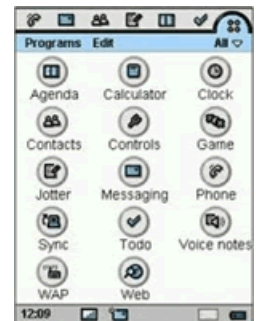 Programs Edit All
Agenda Calculator Clock
Contacts Controls Game
Jotter Messaging Phone
Sync Todo Voice notes
WAP Web
12:09